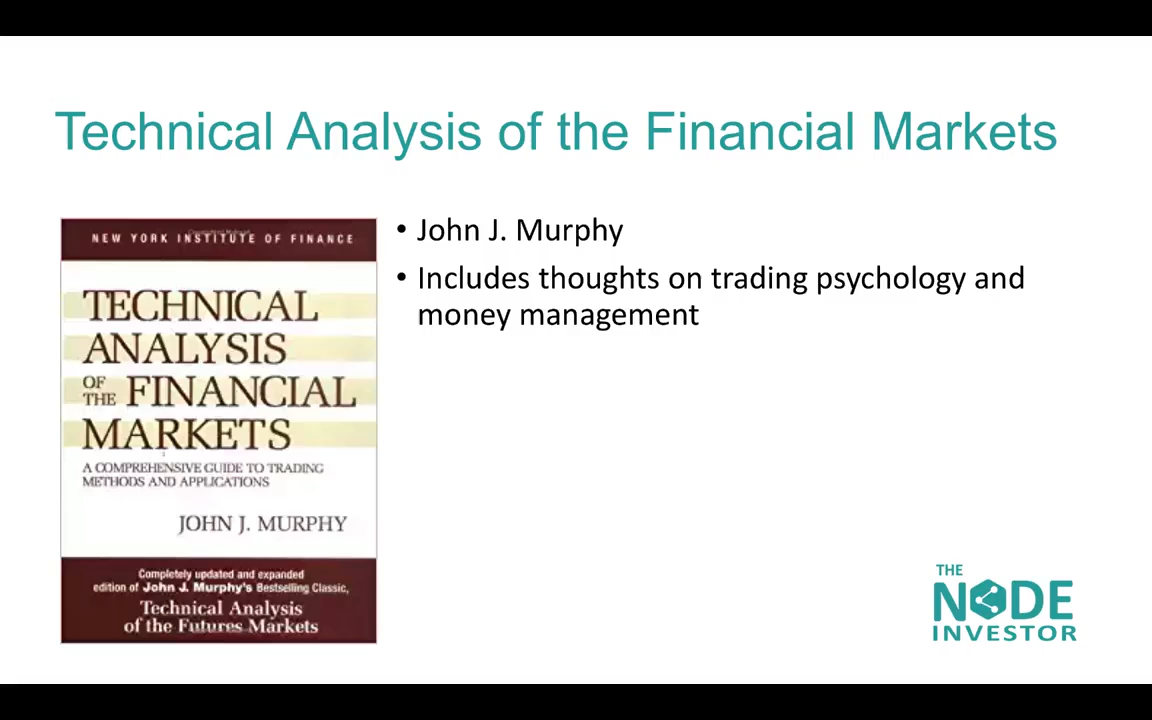 Technical Analysis of the Financial Markets
NEW YORK INSTITUTE OF FINANCE
TECHNICAL
ANALYSIS
OF THE FINANCIAL
MARKETS
A COMPREHENSIVE GUIDE TO TRADING
METHODS AND APPLICATIONS
JOHN J. MURPHY
Completely updated and expanded
edition of John J. Murphy's Bestselling Classic,
Technical Analysis
of the Futures Markets
• John J. Murphy
• Includes thoughts on trading psychology and
money management
THE
NODE
INVESTOR